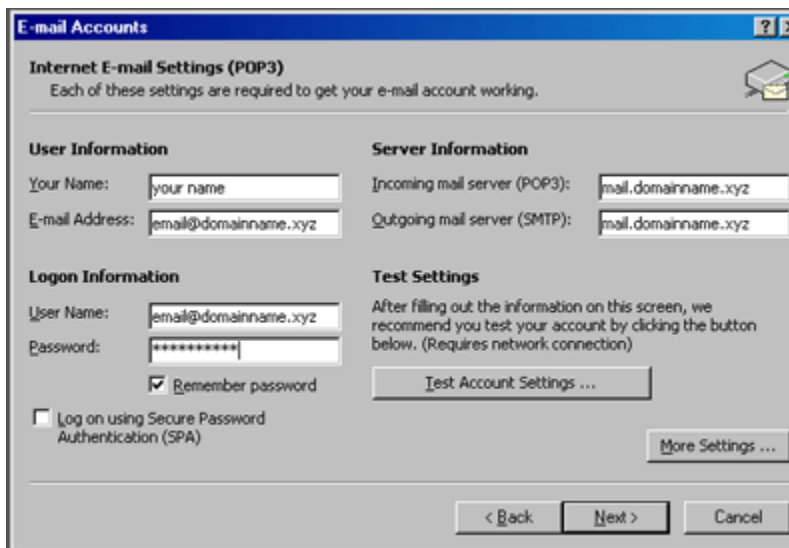 E-mail Accounts
Internet E-mail Settings (POP3)
Each of these settings are required to get your e-mail account working.
User Information
Your Name: your name
E-mail Address: email@domainname.xyz
Server Information
Incoming mail server (POP3): mail.domainname.xyz
Outgoing mail server (SMTP): mail.domainname.xyz
Logon Information
User Name: email@domainname.xyz
Password: **********
Remember password
Log on using Secure Password
Authentication (SPA)
Test Settings
After filling out the information on this screen, we
recommend you test your account by clicking the button
below. (Requires network connection)
Test Account Settings ...
More Settings ...
< Back
Next >
Cancel